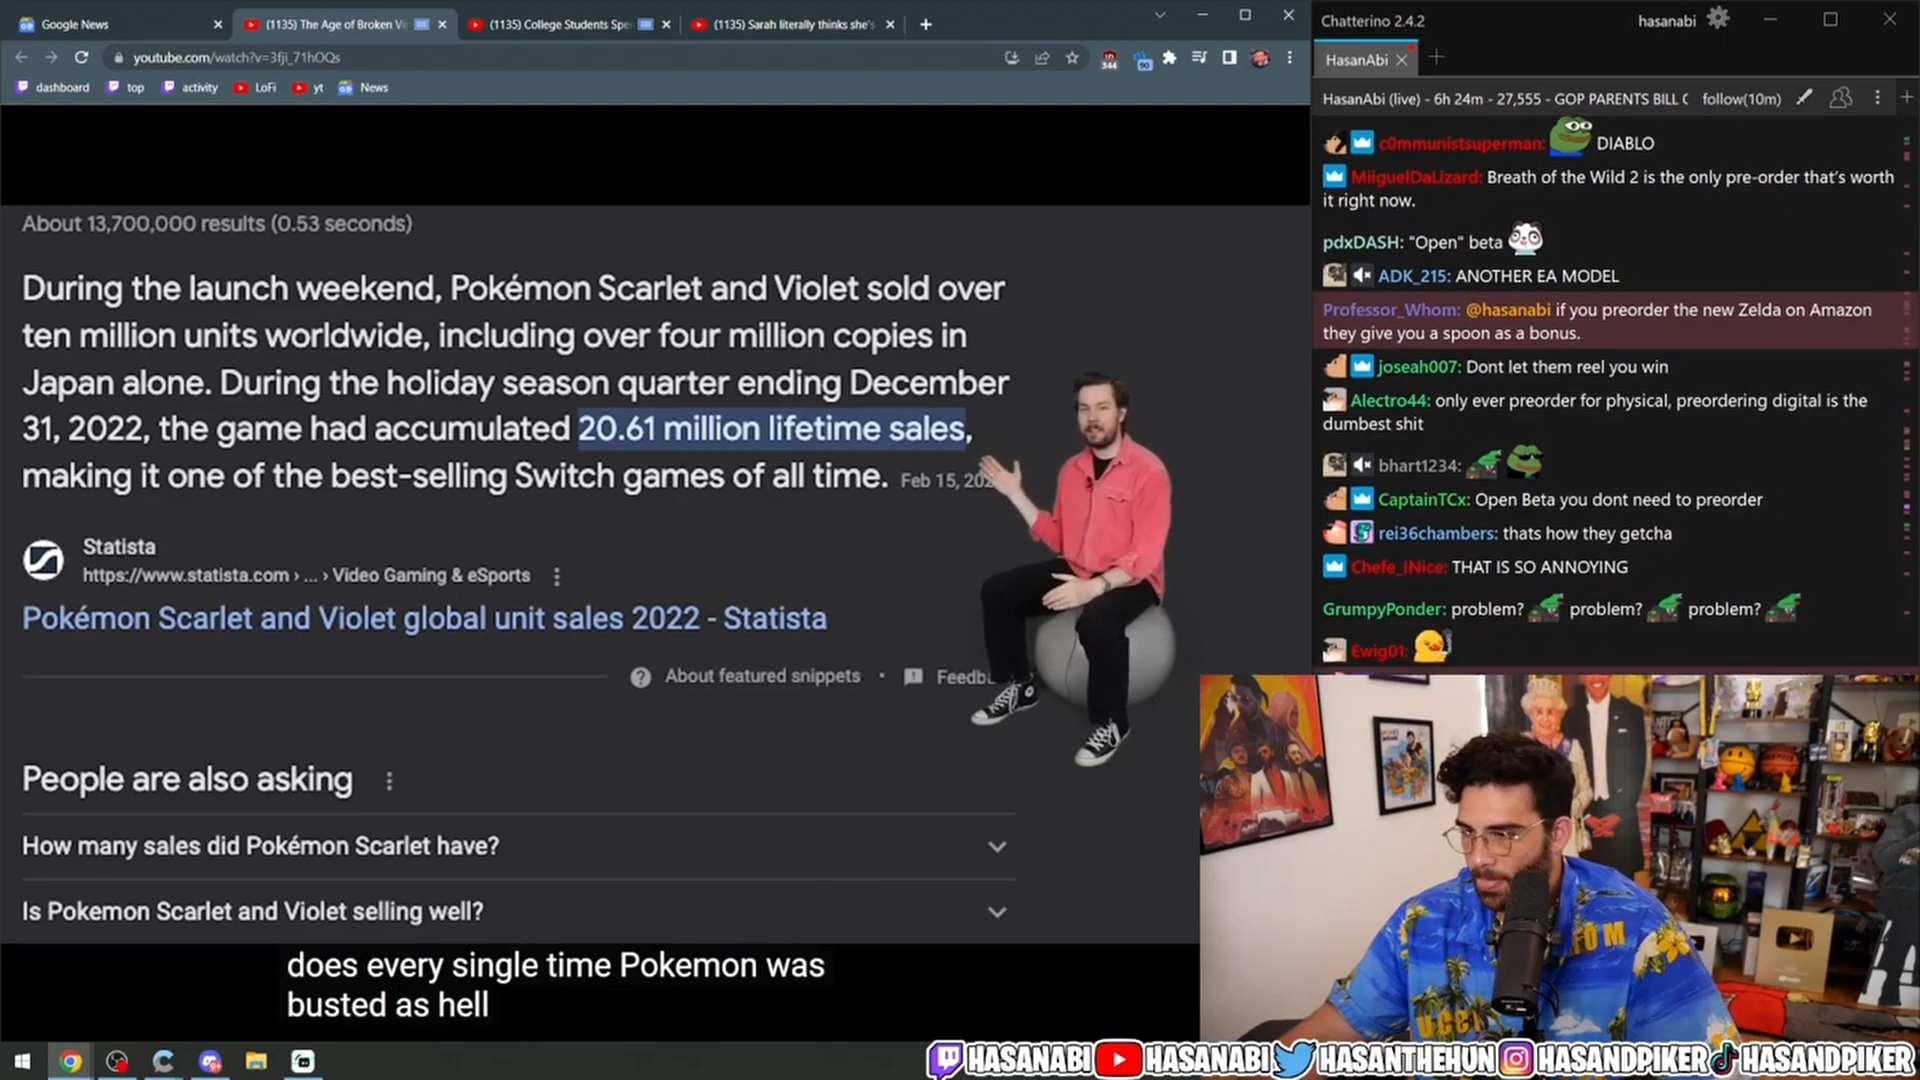 Google News
(1135) The Age of Broken Vi
(1135) College Students Spe
(1135) Sarah literally thinks she's
youtube.com/watch?v=3fji_71hOQs
344
90
dashboard
top
activity
LoFi
yt
News
About 13,700,000 results (0.53 seconds)
During the launch weekend, Pokémon Scarlet and Violet sold over
ten million units worldwide, including over four million copies in
Japan alone. During the holiday season quarter ending December
31, 2022, the game had accumulated 20.61 million lifetime sales,
making it one of the best-selling Switch games of all time. Feb 15, 202
Statista
https://www.statista.com › ... › Video Gaming & eSports
Pokémon Scarlet and Violet global unit sales 2022 - Statista
About featured snippets • Feedb
People are also asking
How many sales did Pokémon Scarlet have?
Is Pokemon Scarlet and Violet selling well?
does every single time Pokemon was
busted as hell
Chatterino 2.4.2
hasanabi
HasanAbi
HasanAbi (live) - 6h 24m - 27,555 - GOP PARENTS BILL
follow(10m)
c0mmunistsuperman: DIABLO
MiiguelDaLizard: Breath of the Wild 2 is the only pre-order that's worth
it right now.
pdxDASH: "Open" beta
ADK_215: ANOTHER EA MODEL
Professor_Whom: @hasanabi if you preorder the new Zelda on Amazon
they give you a spoon as a bonus.
joseah007: Dont let them reel you win
Alectro44: only ever preorder for physical, preordering digital is the
dumbest shit
bhart1234:
CaptainTCx: Open Beta you dont need to preorder
rei36chambers: thats how they getcha
Chefe_INice: THAT IS SO ANNOYING
GrumpyPonder: problem? problem? problem?
Ewig01:
HASANABI HASANABI HASANTHEHUN HASANDPIKER HASANDPIKER